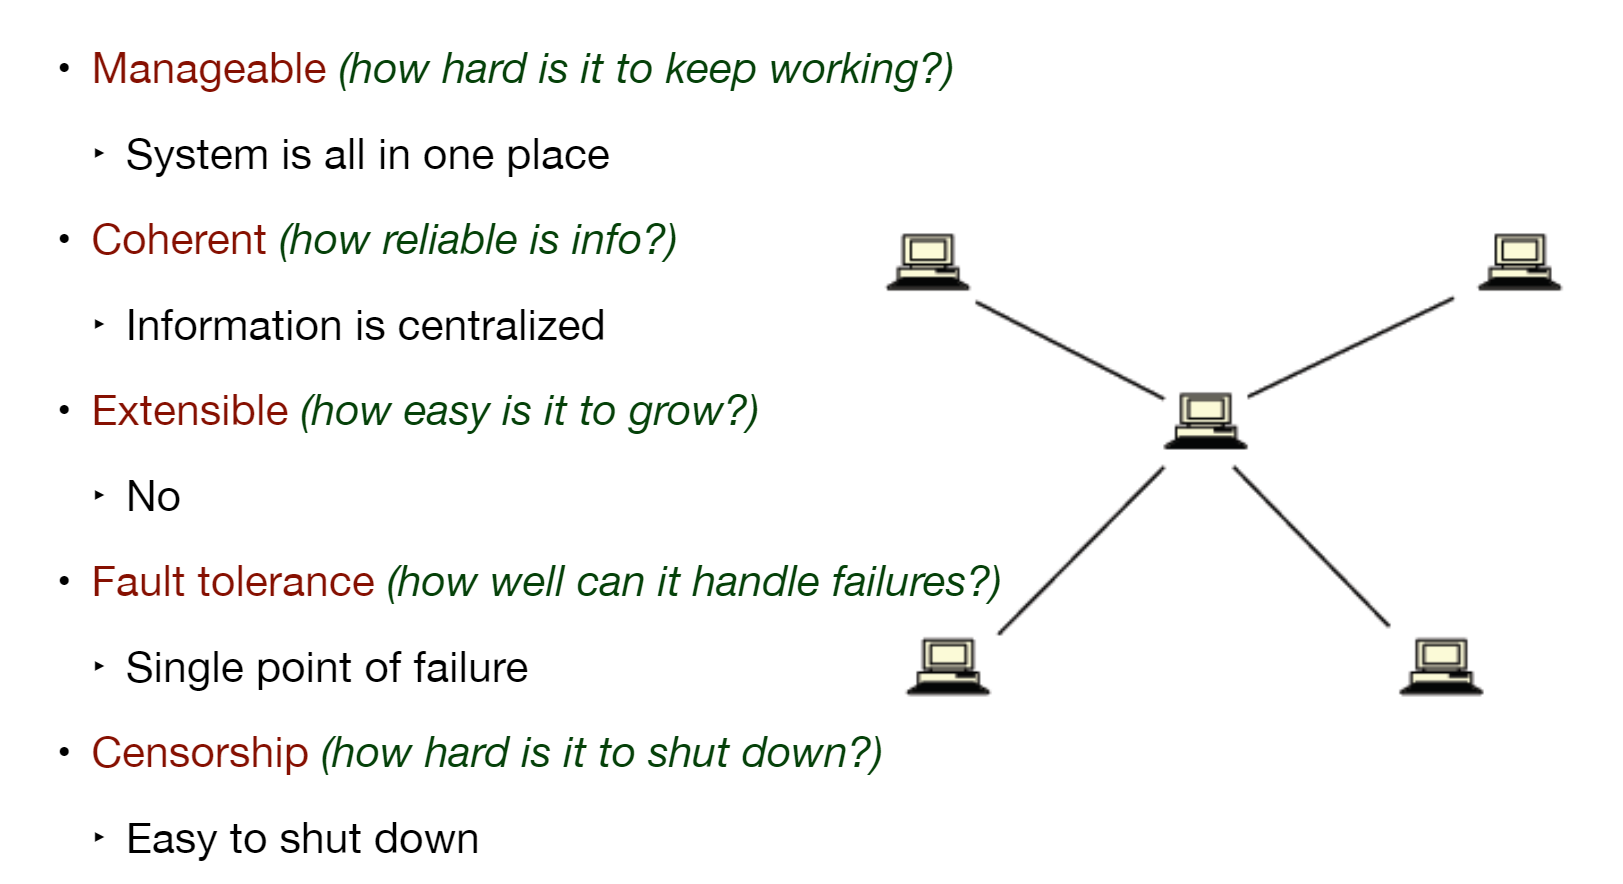 • Manageable (how hard is it to keep working?)
‣ System is all in one place
• Coherent (how reliable is info?)
‣ Information is centralized
• Extensible (how easy is it to grow?)
‣ No
• Fault tolerance (how well can it handle failures?)
‣ Single point of failure
• Censorship (how hard is it to shut down?)
‣ Easy to shut down